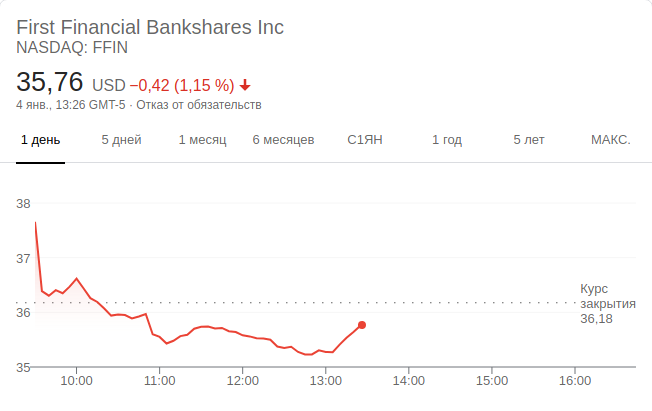 First Financial Bankshares Inc
NASDAQ: FFIN
35,76 USD −0,42 (1,15 %)
4 янв., 13:26 GMT-5 · Отказ от обязательств
1 день 5 дней 1 месяц 6 месяцев С1ЯН 1 год 5 лет МАКС.
38
37
Курс
закрытия
36,18
36
35
10:00 11:00 12:00 13:00 14:00 15:00 16:00